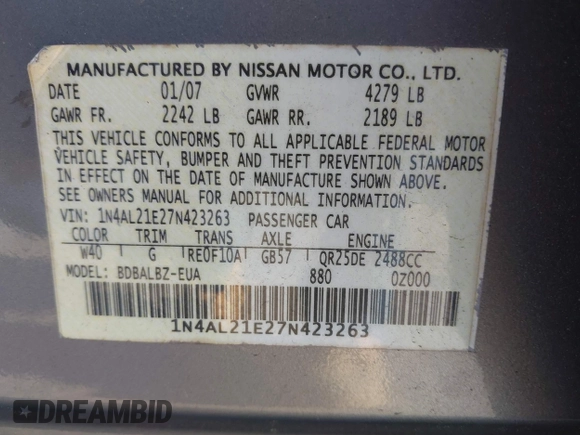 MANUFACTURED BY NISSAN MOTOR CO., LTD.
DATE 01/07 GVWR 4279 LB
GAWR FR. 2242 LB GAWR RR. 2189 LB
THIS VEHICLE CONFORMS TO ALL APPLICABLE FEDERAL MOTOR
VEHICLE SAFETY, BUMPER AND THEFT PREVENTION STANDARDS
IN EFFECT ON THE DATE OF MANUFACTURE SHOWN ABOVE.
SEE OWNERS MANUAL FOR ADDITIONAL INFORMATION.
VIN: 1N4AL21E27N423263 PASSENGER CAR
COLOR TRIM TRANS AXLE ENGINE
W40 G RE0F10A GB57 QR25DE 2488CC
MODEL: BDBALBZ-EUA 880 0Z000
1N4AL21E27N423263
DREAMBID